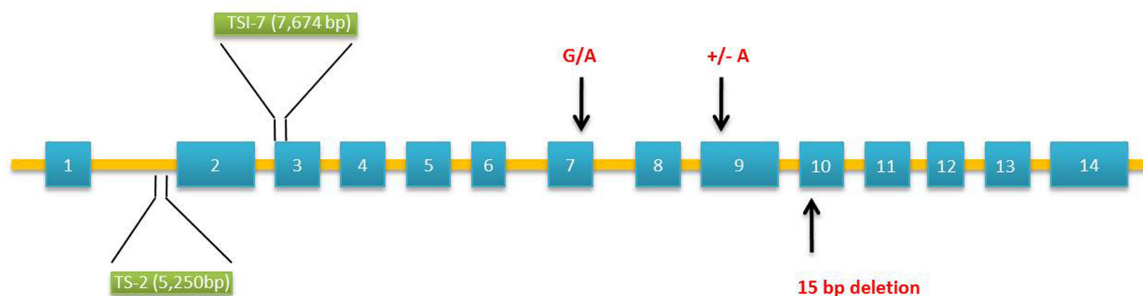 TSI-7 (7,674 bp)
G/A
+/- A
1
2
3
4
5
6
7
8
9
10
11
12
13
14
TS-2 (5,250bp)
15 bp deletion